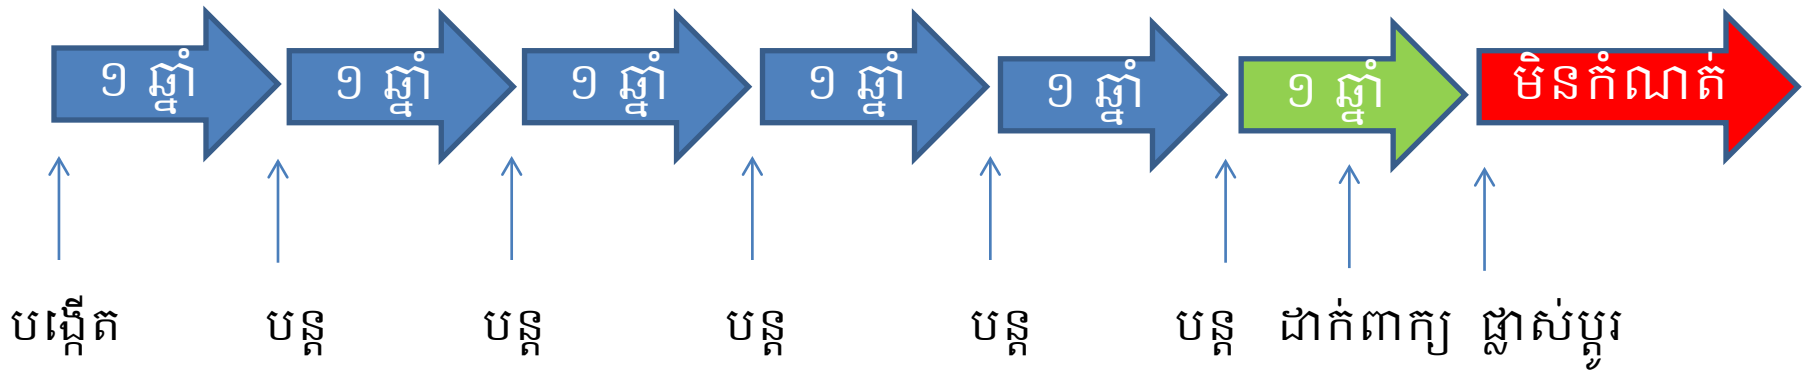 ១ ឆ្នាំ ១ ឆ្នាំ ១ ឆ្នាំ ១ ឆ្នាំ ១ ឆ្នាំ ១ ឆ្នាំ មិនកំណត់
បង្កើត បន្ត បន្ត បន្ត បន្ត បន្ត ដាក់ពាក្យ ផ្លាស់ប្តូរ